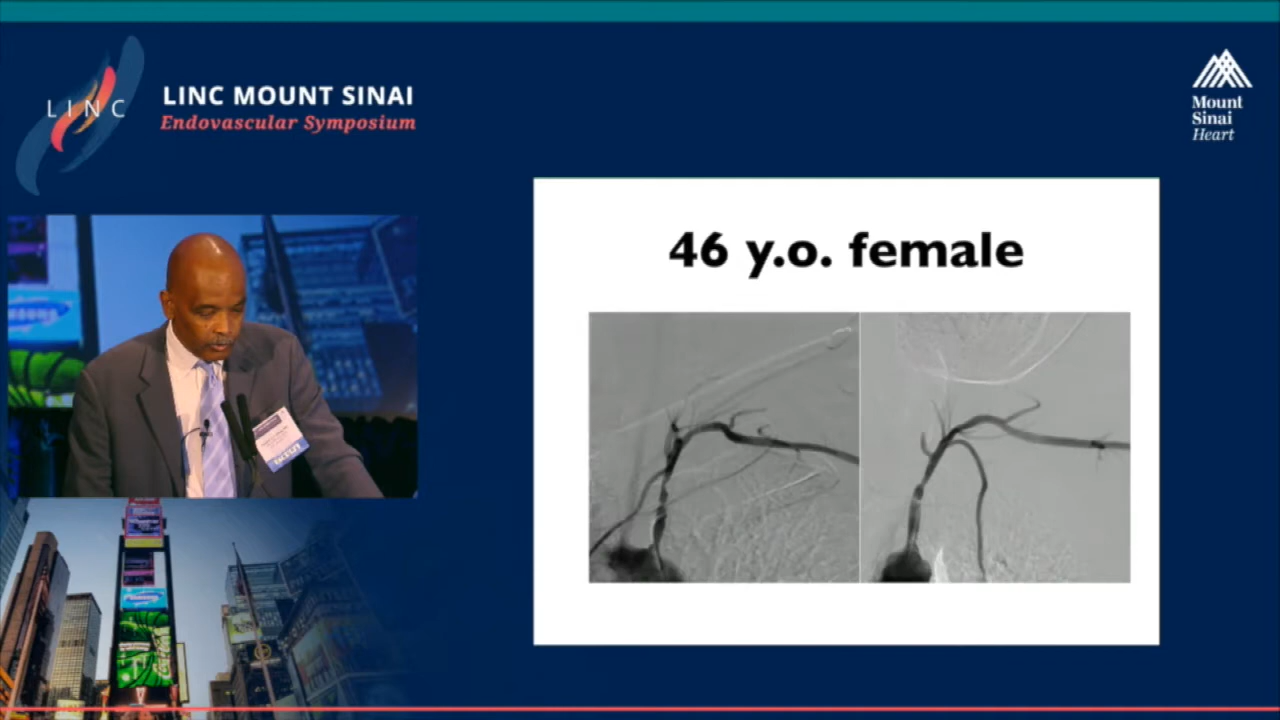 LINC
LINC MOUNT SINAI
Endovascular Symposium
Mount
Sinai
Heart
46 y.o. female